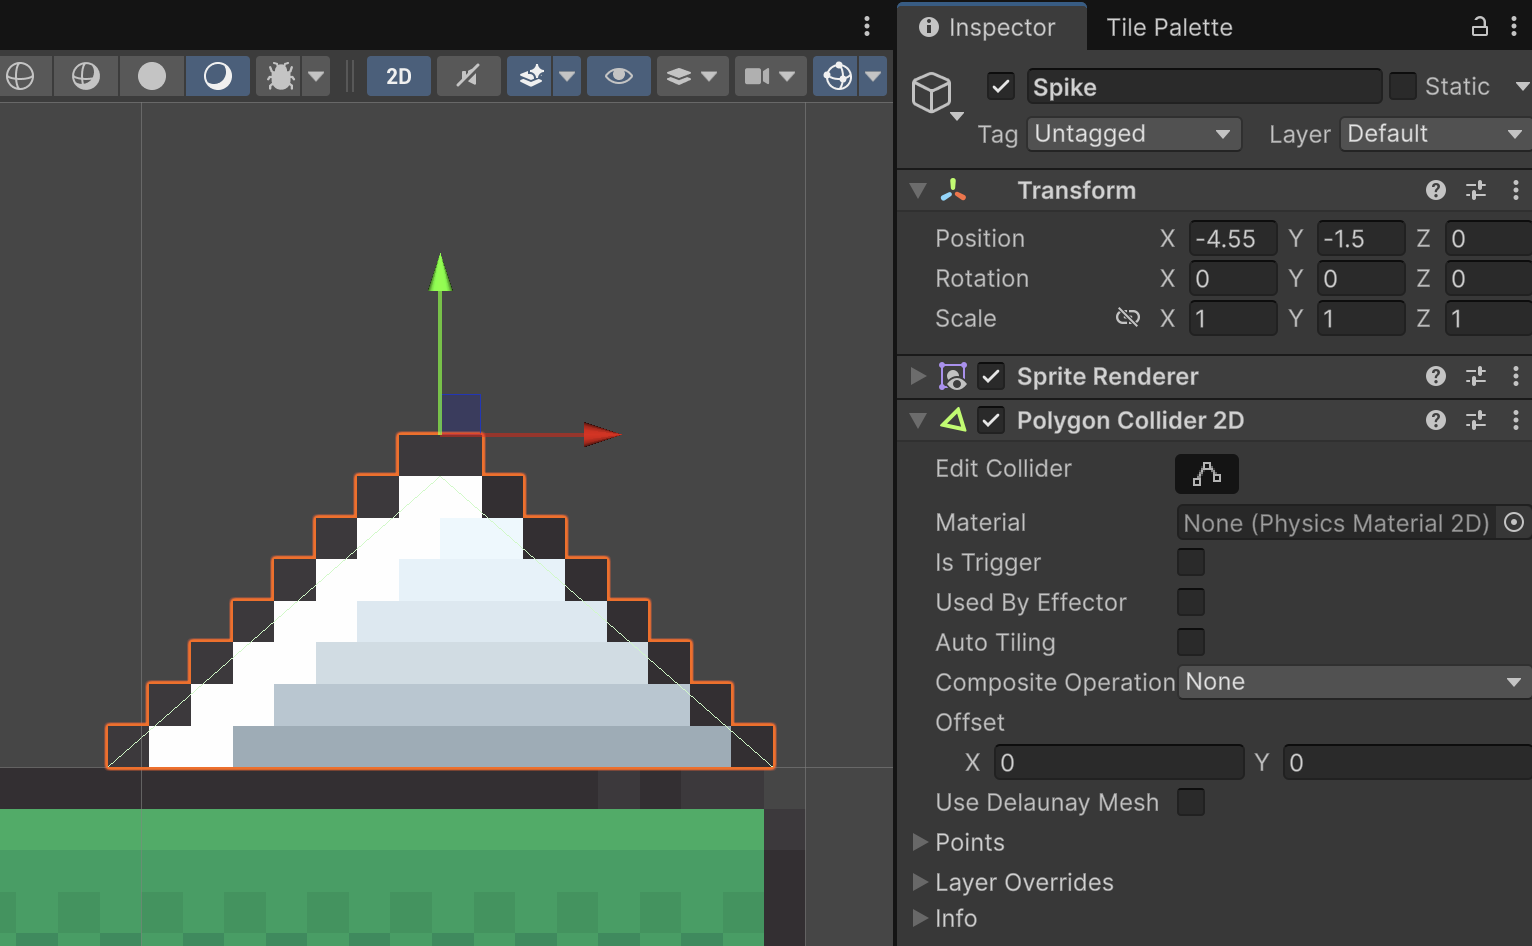 Inspector Tile Palette
2D
Spike Static
Tag Untagged Layer Default
Transform
Position X -4.55 Y -1.5 Z 0
Rotation X 0 Y 0 Z 0
Scale X 1 Y 1 Z 1
Sprite Renderer
Polygon Collider 2D
Edit Collider
Material None (Physics Material 2D)
Is Trigger
Used By Effector
Auto Tiling
Composite Operation None
Offset
X 0 Y 0
Use Delaunay Mesh
Points
Layer Overrides
Info